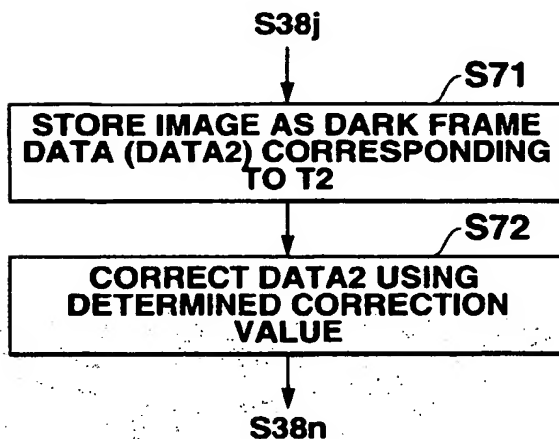 S38j
S71
STORE IMAGE AS DARK FRAME
DATA (DATA2) CORRESPONDING
TO T2
S72
CORRECT DATA2 USING
DETERMINED CORRECTION
VALUE
S38n